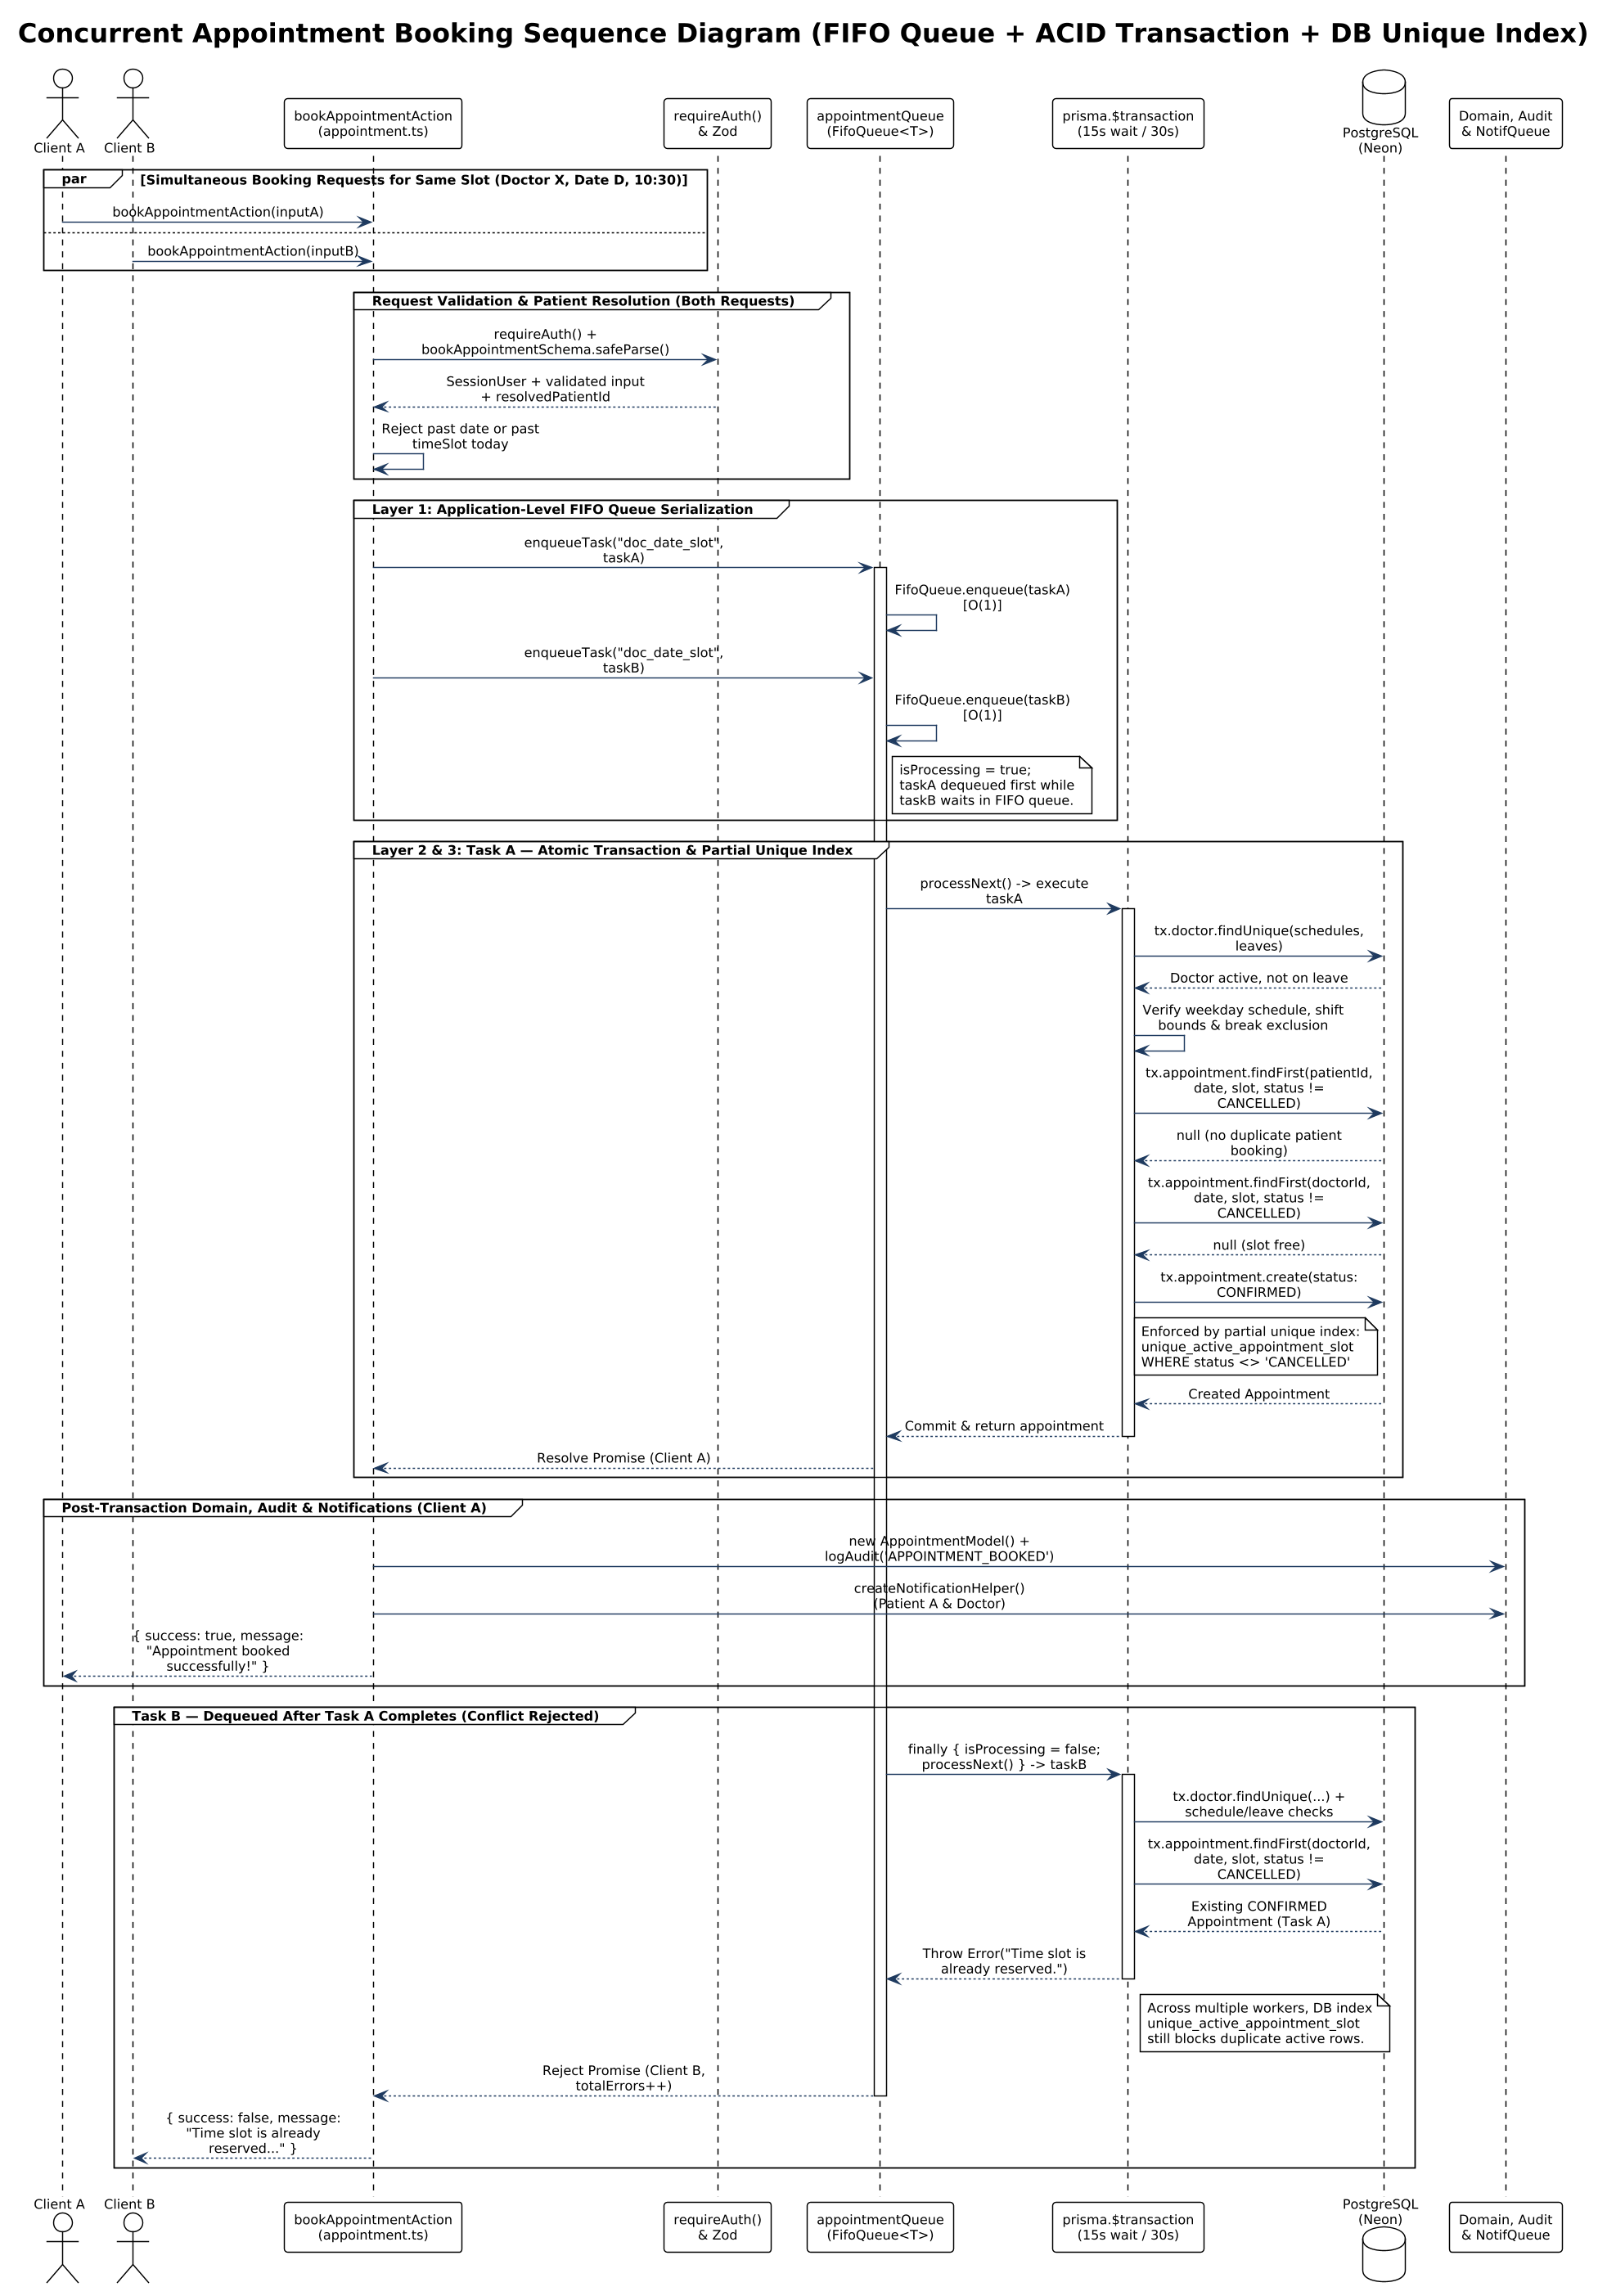 Concurrent Appointment Booking Sequence Diagram (FIFO Queue + ACID Transaction + DB Unique Index)
Client A
Client B
bookAppointmentAction
(appointment.ts)
requireAuth()
& Zod
appointmentQueue
(FifoQueue<T>)
prisma.$transaction
(15s wait / 30s)
PostgreSQL
(Neon)
Domain, Audit
& NotifQueue
par
[Simultaneous Booking Requests for Same Slot (Doctor X, Date D, 10:30)]
bookAppointmentAction(inputA)
bookAppointmentAction(inputB)
Request Validation & Patient Resolution (Both Requests)
requireAuth() +
bookAppointmentSchema.safeParse()
SessionUser + validated input
+ resolvedPatientId
Reject past date or past
timeSlot today
Layer 1: Application-Level FIFO Queue Serialization
enqueueTask("doc_date_slot",
taskA)
FifoQueue.enqueue(taskA)
[O(1)]
enqueueTask("doc_date_slot",
taskB)
FifoQueue.enqueue(taskB)
[O(1)]
isProcessing = true;
taskA dequeued first while
taskB waits in FIFO queue.
Layer 2 & 3: Task A — Atomic Transaction & Partial Unique Index
processNext() -> execute
taskA
tx.doctor.findUnique(schedules,
leaves)
Doctor active, not on leave
Verify weekday schedule, shift
bounds & break exclusion
tx.appointment.findFirst(patientId,
date, slot, status !=
CANCELLED)
null (no duplicate patient
booking)
tx.appointment.findFirst(doctorId,
date, slot, status !=
CANCELLED)
null (slot free)
tx.appointment.create(status:
CONFIRMED)
Enforced by partial unique index:
unique_active_appointment_slot
WHERE status <> 'CANCELLED'
Created Appointment
Commit & return appointment
Resolve Promise (Client A)
Post-Transaction Domain, Audit & Notifications (Client A)
new AppointmentModel() +
logAudit('APPOINTMENT_BOOKED')
createNotificationHelper()
(Patient A & Doctor)
{ success: true, message:
"Appointment booked
successfully!" }
Task B — Dequeued After Task A Completes (Conflict Rejected)
finally { isProcessing = false;
processNext() } -> taskB
tx.doctor.findUnique(...) +
schedule/leave checks
tx.appointment.findFirst(doctorId,
date, slot, status !=
CANCELLED)
Existing CONFIRMED
Appointment (Task A)
Throw Error("Time slot is
already reserved.")
Across multiple workers, DB index
unique_active_appointment_slot
still blocks duplicate active rows.
Reject Promise (Client B,
totalErrors++)
{ success: false, message:
"Time slot is already
reserved..." }
Client A
Client B
bookAppointmentAction
(appointment.ts)
requireAuth()
& Zod
appointmentQueue
(FifoQueue<T>)
prisma.$transaction
(15s wait / 30s)
PostgreSQL
(Neon)
Domain, Audit
& NotifQueue